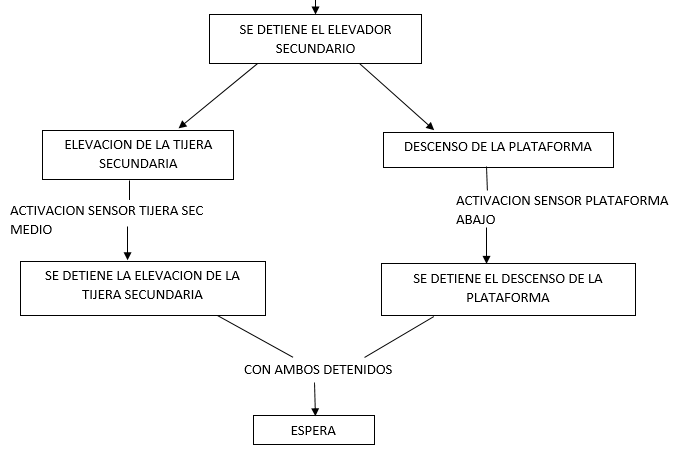 SE DETIENE EL ELEVADOR
SECUNDARIO
ELEVACION DE LA TIJERA
SECUNDARIA
DESCENSO DE LA PLATAFORMA
ACTIVACION SENSOR TIJERA SEC
MEDIO
ACTIVACION SENSOR PLATAFORMA
ABAJO
SE DETIENE LA ELEVACION DE LA
TIJERA SECUNDARIA
SE DETIENE EL DESCENSO DE LA
PLATAFORMA
CON AMBOS DETENIDOS
ESPERA